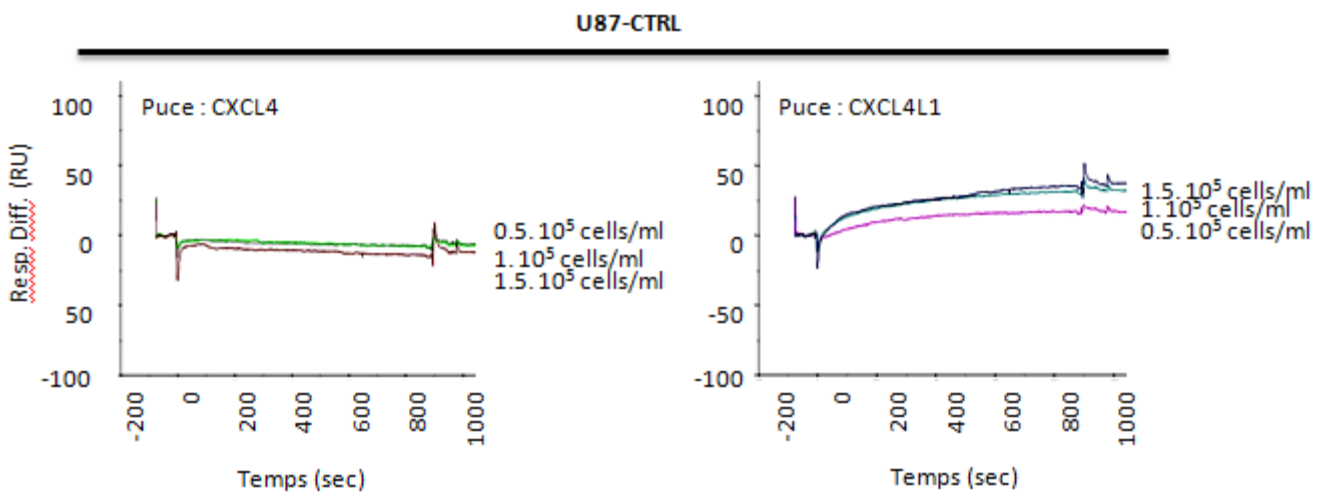 U87-CTRL
Puce : CXCL4
100
50
0
50
-100
Resp. Diff. (RU)
-200
0
200
400
600
800
1000
Temps (sec)
0.5.10⁵ cells/ml
1.10⁵ cells/ml
1.5.10⁵ cells/ml
Puce : CXCL4L1
100
50
0
-50
-100
-200
0
200
400
600
800
1000
Temps (sec)
1.5.10⁵ cells/ml
1.10⁵ cells/ml
0.5.10⁵ cells/ml